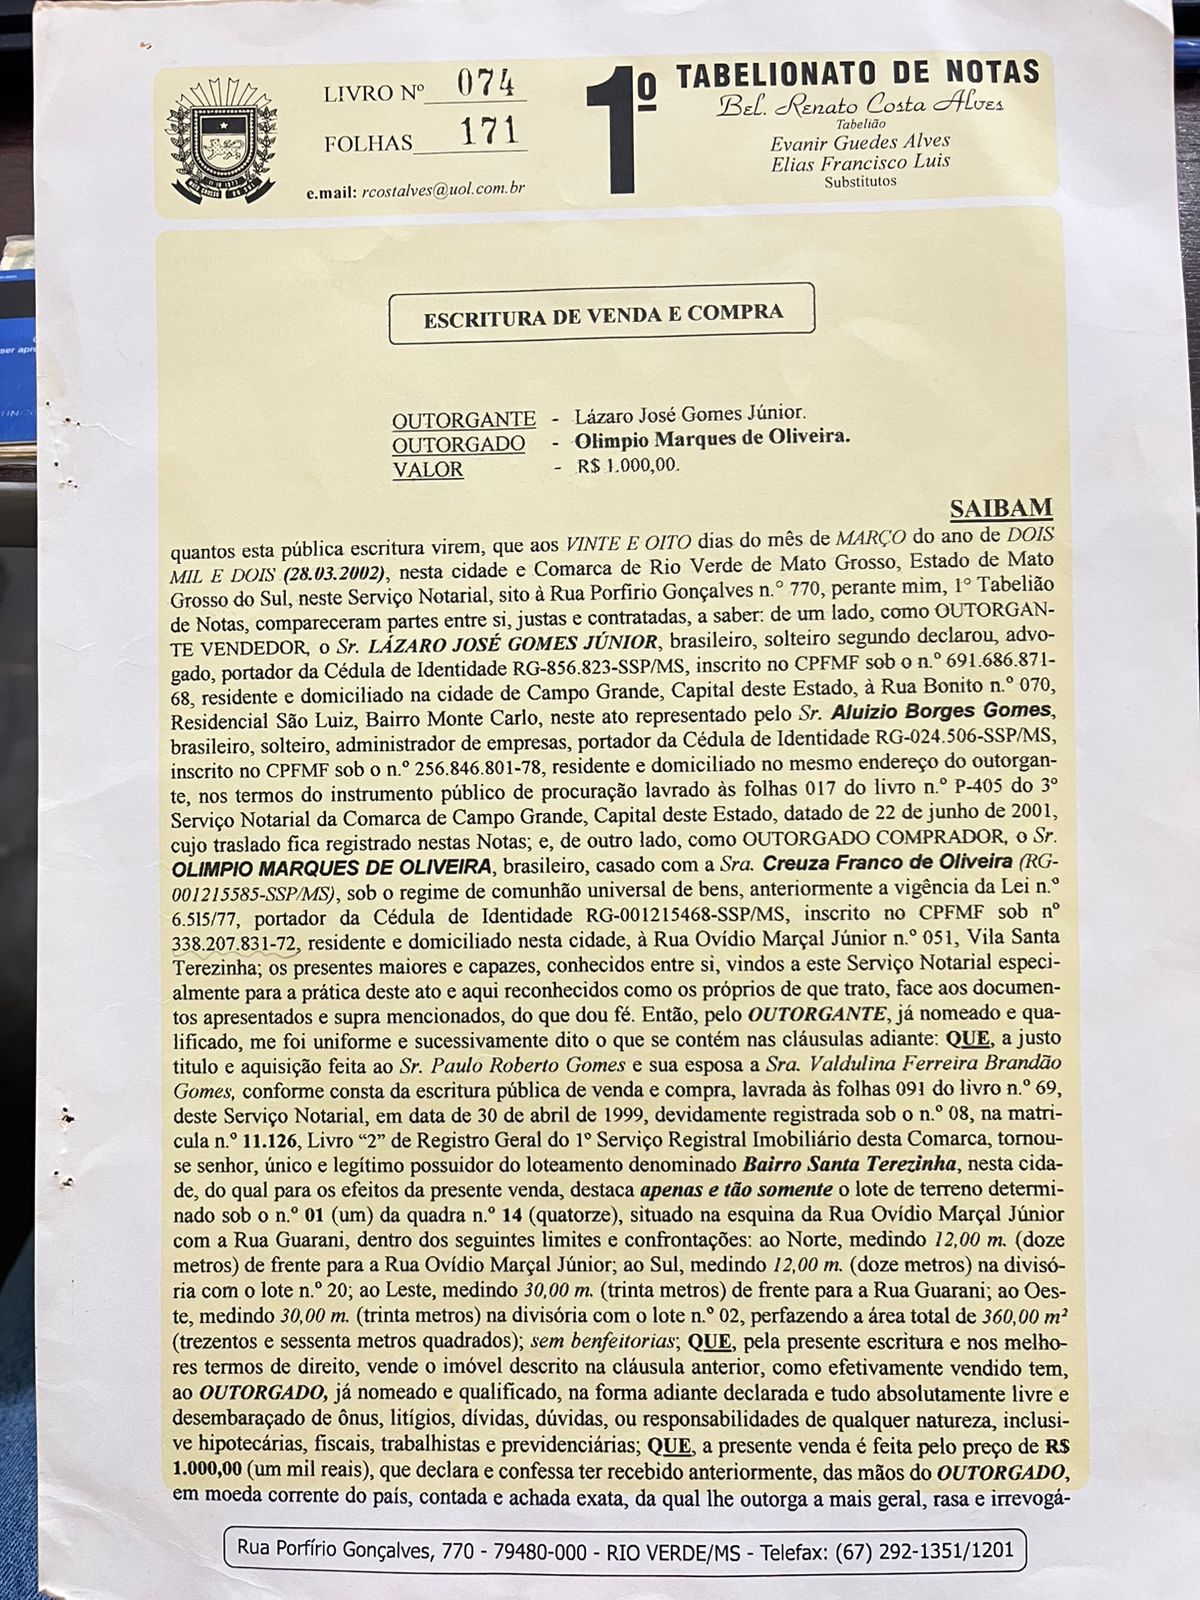 LIVRO Nº 074
FOLHAS 171
e.mail: rcostalves@uol.com.br
1º TABELIONATO DE NOTAS
Bel. Renato Costa Alves
Tabelião
Evanir Guedes Alves
Elias Francisco Luis
Substitutos
ESCRITURA DE VENDA E COMPRA
OUTORGANTE - Lázaro José Gomes Júnior.
OUTORGADO - Olimpio Marques de Oliveira.
VALOR - R$ 1.000,00.
SAIBAM
quantos esta pública escritura virem, que aos VINTE E OITO dias do mês de MARÇO do ano de DOIS
MIL E DOIS (28.03.2002), nesta cidade e Comarca de Rio Verde de Mato Grosso, Estado de Mato
Grosso do Sul, neste Serviço Notarial, sito à Rua Porfirio Gonçalves n.º 770, perante mim, 1º Tabelião
de Notas, compareceram partes entre si, justas e contratadas, a saber: de um lado, como OUTORGAN-
TE VENDEDOR, o Sr. LÁZARO JOSÉ GOMES JÚNIOR, brasileiro, solteiro segundo declarou, advo-
gado, portador da Cédula de Identidade RG-856.823-SSP/MS, inscrito no CPFMF sob o n.º 691.686.871-
68, residente e domiciliado na cidade de Campo Grande, Capital deste Estado, à Rua Bonito n.º 070,
Residencial São Luiz, Bairro Monte Carlo, neste ato representado pelo Sr. Aluizio Borges Gomes,
brasileiro, solteiro, administrador de empresas, portador da Cédula de Identidade RG-024.506-SSP/MS,
inscrito no CPFMF sob o n.º 256.846.801-78, residente e domiciliado no mesmo endereço do outorgan-
te, nos termos do instrumento público de procuração lavrado às folhas 017 do livro n.º P-405 do 3º
Serviço Notarial da Comarca de Campo Grande, Capital deste Estado, datado de 22 de junho de 2001,
cujo traslado fica registrado nestas Notas; e, de outro lado, como OUTORGADO COMPRADOR, o Sr.
OLIMPIO MARQUES DE OLIVEIRA, brasileiro, casado com a Sra. Creuza Franco de Oliveira (RG-
001215585-SSP/MS), sob o regime de comunhão universal de bens, anteriormente a vigência da Lei n.º
6.515/77, portador da Cédula de Identidade RG-001215468-SSP/MS, inscrito no CPFMF sob nº
338.207.831-72, residente e domiciliado nesta cidade, à Rua Ovídio Marçal Júnior n.º 051, Vila Santa
Terezinha; os presentes maiores e capazes, conhecidos entre si, vindos a este Serviço Notarial especi-
almente para a prática deste ato e aqui reconhecidos como os próprios de que trato, face aos documen-
tos apresentados e supra mencionados, do que dou fé. Então, pelo OUTORGANTE, já nomeado e qua-
lificado, me foi uniforme e sucessivamente dito o que se contém nas cláusulas adiante: QUE, a justo
titulo e aquisição feita ao Sr. Paulo Roberto Gomes e sua esposa a Sra. Valdulina Ferreira Brandão
Gomes, conforme consta da escritura pública de venda e compra, lavrada às folhas 091 do livro n.º 69,
deste Serviço Notarial, em data de 30 de abril de 1999, devidamente registrada sob o n.º 08, na matri-
cula n.º 11.126, Livro “2” de Registro Geral do 1º Serviço Registral Imobiliário desta Comarca, tornou-
se senhor, único e legítimo possuidor do loteamento denominado Bairro Santa Terezinha, nesta cida-
de, do qual para os efeitos da presente venda, destaca apenas e tão somente o lote de terreno determi-
nado sob o n.º 01 (um) da quadra n.º 14 (quatorze), situado na esquina da Rua Ovídio Marçal Júnior
com a Rua Guarani, dentro dos seguintes limites e confrontações: ao Norte, medindo 12,00 m. (doze
metros) de frente para a Rua Ovídio Marçal Júnior; ao Sul, medindo 12,00 m. (doze metros) na divisó-
ria com o lote n.º 20; ao Leste, medindo 30,00 m. (trinta metros) de frente para a Rua Guarani; ao Oes-
te, medindo 30,00 m. (trinta metros) na divisória com o lote n.º 02, perfazendo a área total de 360,00 m²
(trezentos e sessenta metros quadrados); sem benfeitorias; QUE, pela presente escritura e nos melho-
res termos de direito, vende o imóvel descrito na cláusula anterior, como efetivamente vendido tem,
ao OUTORGADO, já nomeado e qualificado, na forma adiante declarada e tudo absolutamente livre e
desembaraçado de ônus, litígios, dívidas, dúvidas, ou responsabilidades de qualquer natureza, inclusi-
ve hipotecárias, fiscais, trabalhistas e previdenciárias; QUE, a presente venda é feita pelo preço de R$
1.000,00 (um mil reais), que declara e confessa ter recebido anteriormente, das mãos do OUTORGADO,
em moeda corrente do país, contada e achada exata, da qual lhe outorga a mais geral, rasa e irrevogá-
Rua Porfírio Gonçalves, 770 - 79480-000 - RIO VERDE/MS - Telefax: (67) 292-1351/1201